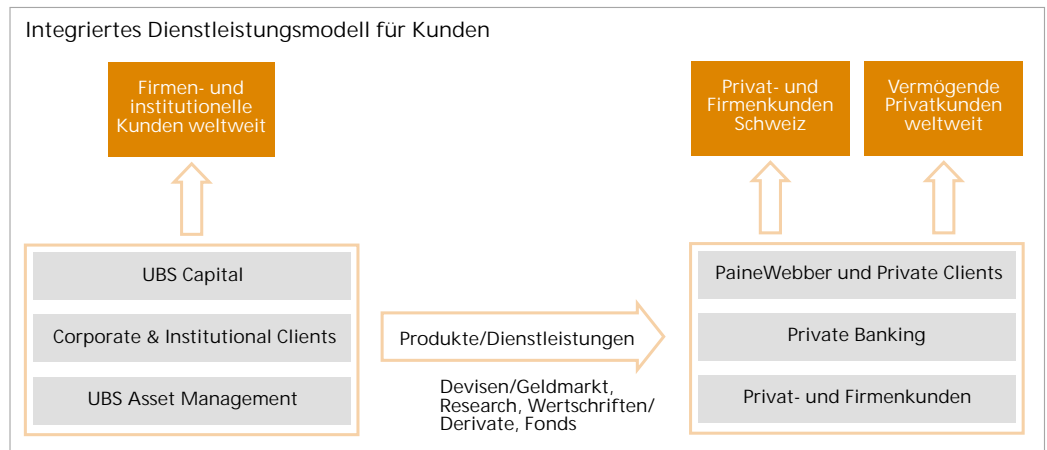 Integriertes Dienstleistungsmodell für Kunden
Firmen- und
institutionelle
Kunden weltweit
Privat- und
Firmenkunden
Schweiz
Vermögende
Privatkunden
weltweit
UBS Capital
Corporate & Institutional Clients
UBS Asset Management
Produkte/Dienstleistungen
Devisen/Geldmarkt,
Research, Wertschriften/
Derivate, Fonds
PaineWebber und Private Clients
Private Banking
Privat- und Firmenkunden